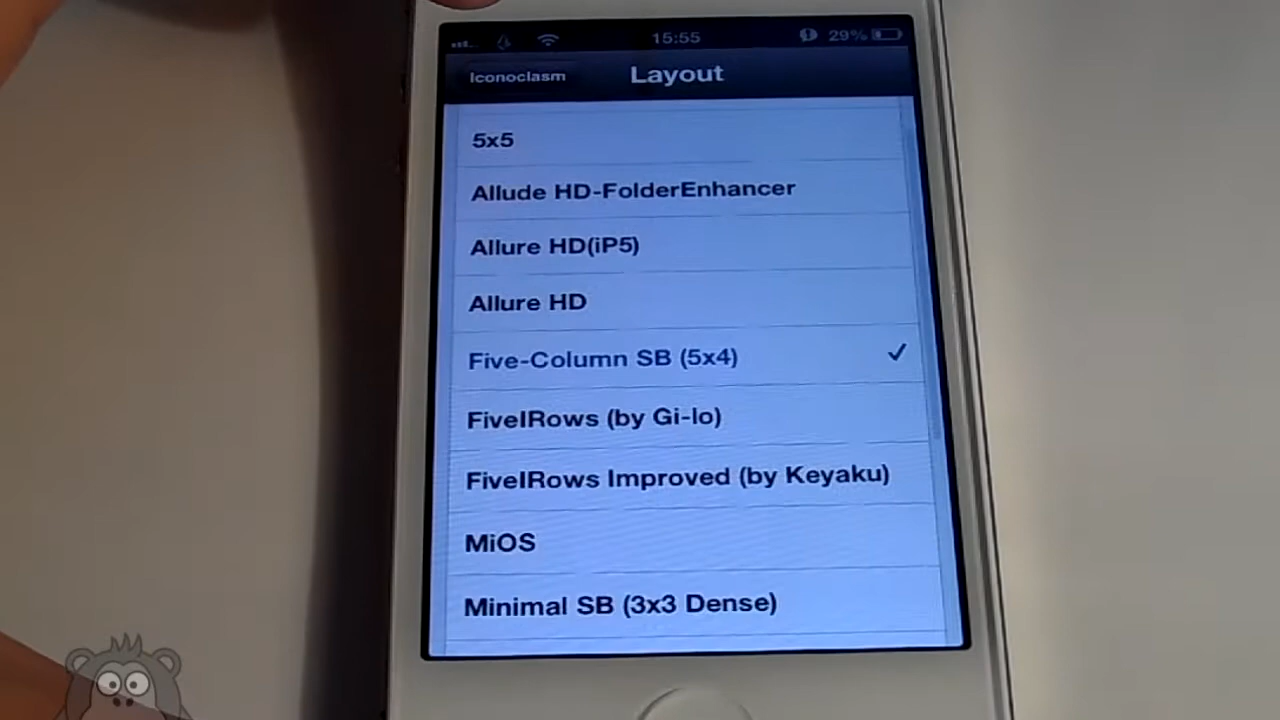 15:55
29%
Iconoclasm
Layout
5x5
Allude HD-FolderEnhancer
Allure HD(iP5)
Allure HD
Five-Column SB (5x4)
FiveIRows (by Gi-lo)
FiveIRows Improved (by Keyaku)
MiOS
Minimal SB (3x3 Dense)